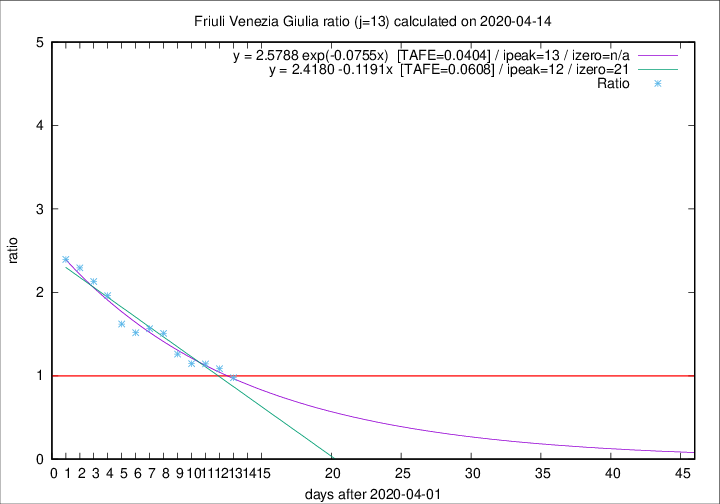 Friuli Venezia Giulia ratio (j=13) calculated on 2020-04-14
y = 2.5788 exp(-0.0755x) [TAFE=0.0404] / ipeak=13 / izero=n/a
y = 2.4180 -0.1191x [TAFE=0.0608] / ipeak=12 / izero=21
Ratio
5
4
3
2
1
0
ratio
0 1 2 3 4 5 6 7 8 9 10 11 12 13 14 15 20 25 30 35 40 45
days after 2020-04-01